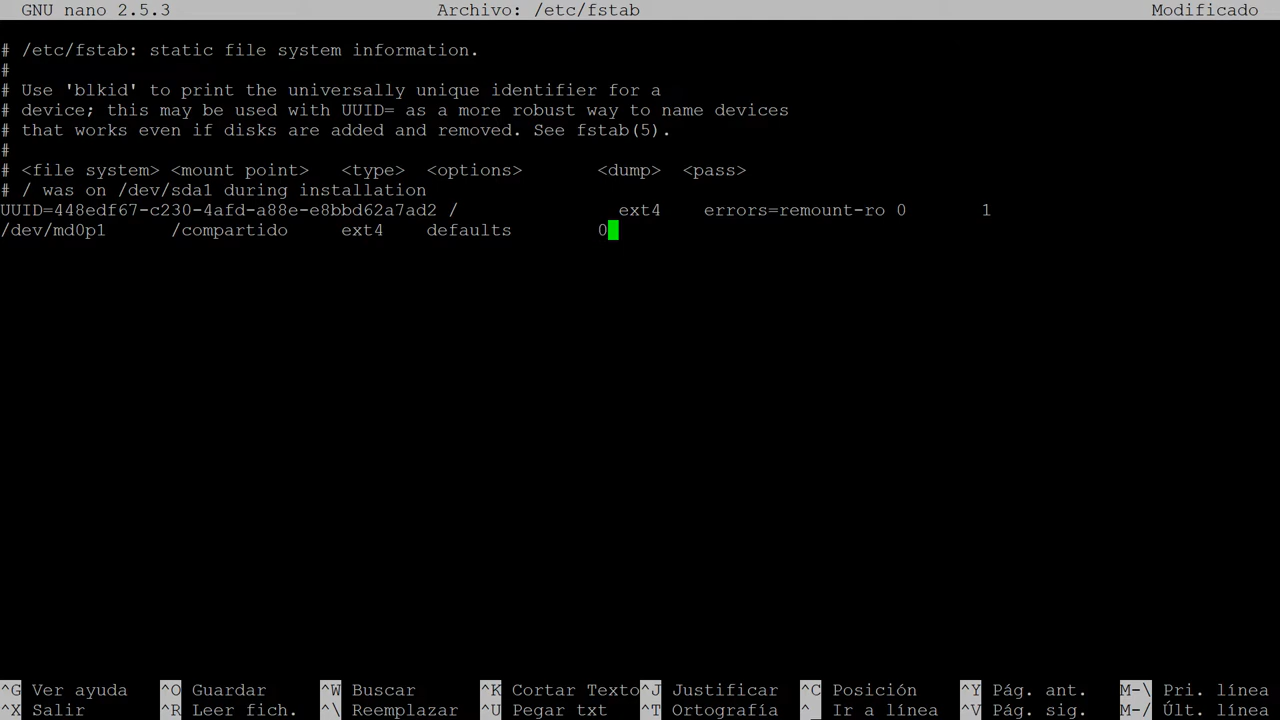 GNU nano 2.5.3 Archivo: /etc/fstab Modificado
# /etc/fstab: static file system information.
#
# Use 'blkid' to print the universally unique identifier for a
# device; this may be used with UUID= as a more robust way to name devices
# that works even if disks are added and removed. See fstab(5).
#
# <file system> <mount point>   <type>  <options>       <dump>  <pass>
# / was on /dev/sda1 during installation
UUID=448edf67-c230-4afd-a88e-e8bbd62a7ad2 /               ext4    errors=remount-ro 0       1
/dev/md0p1      /compartido     ext4    defaults        0
^G Ver ayuda ^O Guardar ^W Buscar ^K Cortar Texto ^J Justificar ^C Posición ^Y Pág. ant. M-\ Pri. línea
^X Salir ^R Leer fich. ^\ Reemplazar ^U Pegar txt ^T Ortografía ^_ Ir a línea ^V Pág. sig. M-/ Últ. línea